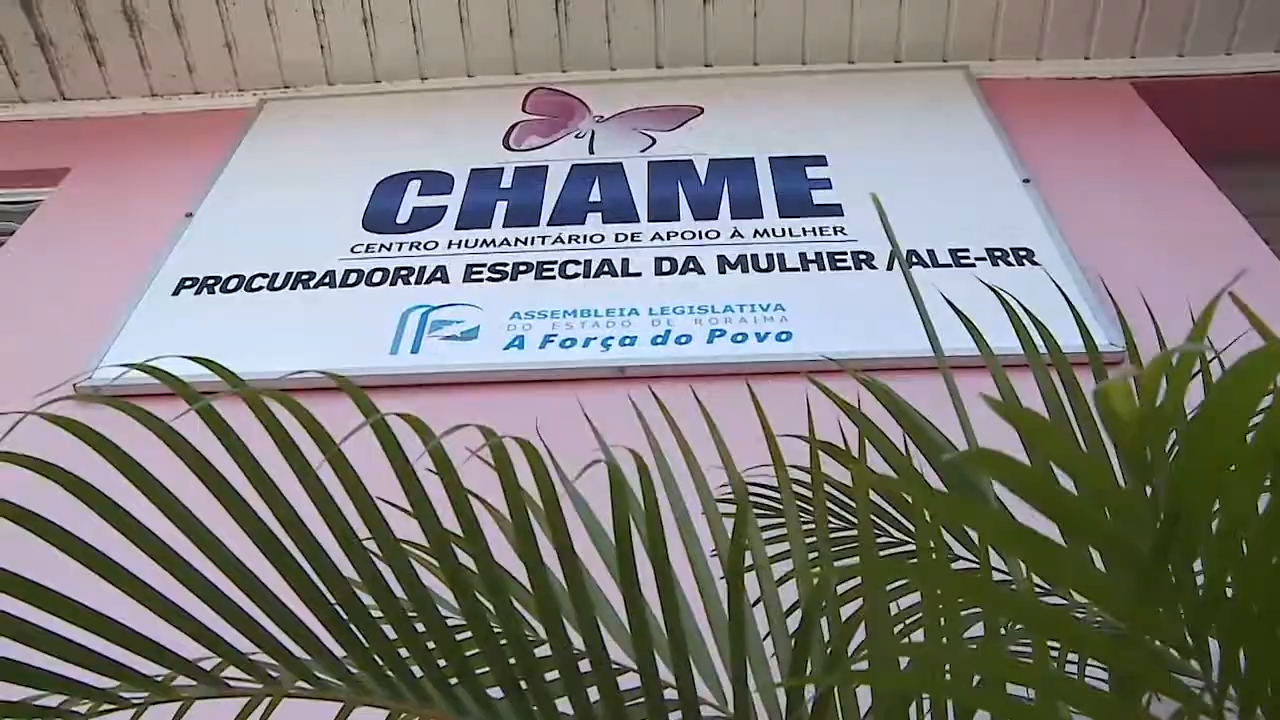 CHAME
CENTRO HUMANITÁRIO DE APOIO À MULHER
PROCURADORIA ESPECIAL DA MULHER /ALE-RR
ASSEMBLEIA LEGISLATIVA
DO ESTADO DE RORAIMA
A Força do Povo